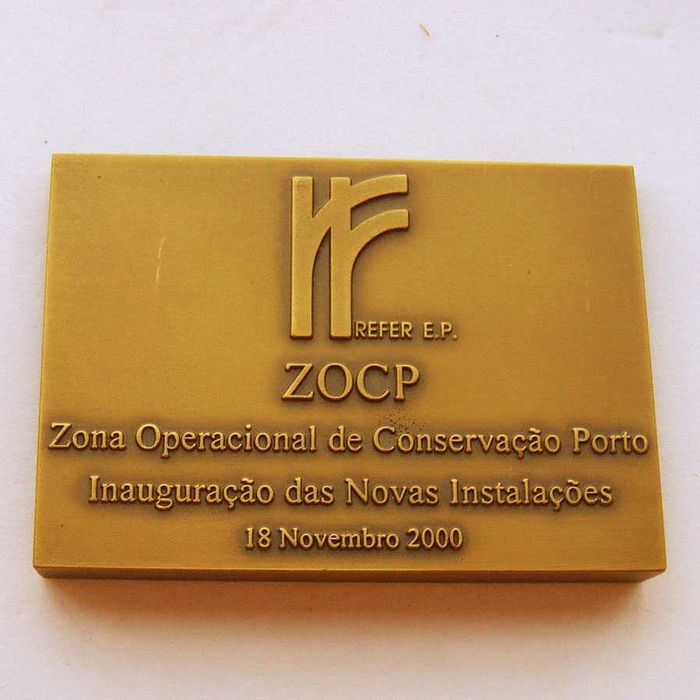 REFER E.P.
ZOCP
Zona Operacional de Conservação Porto
Inauguração das Novas Instalações
18 Novembro 2000